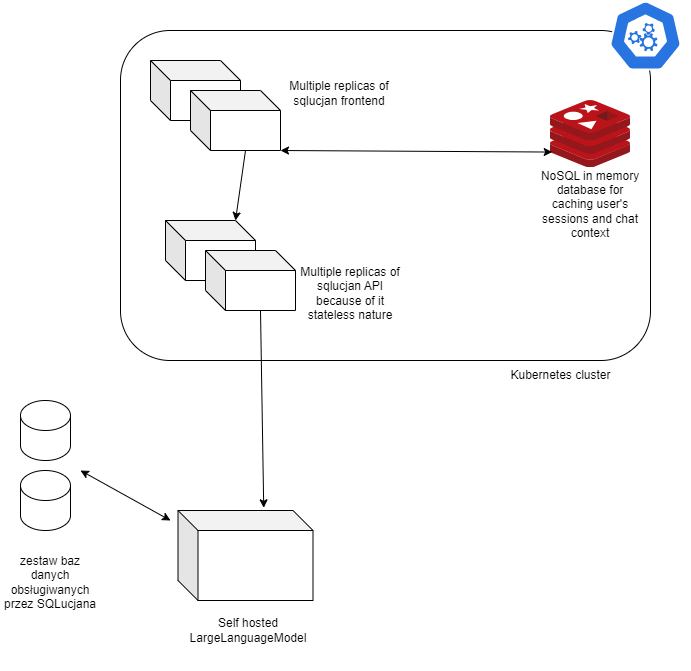 Multiple replicas of
sqlucjan frontend
NoSQL in memory
database for
caching user's
sessions and chat
context
Multiple replicas of
sqlucjan API
because of it
stateless nature
Kubernetes cluster
zestaw baz
danych
obsługiwanych
przez SQLucjana
Self hosted
LargeLanguageModel